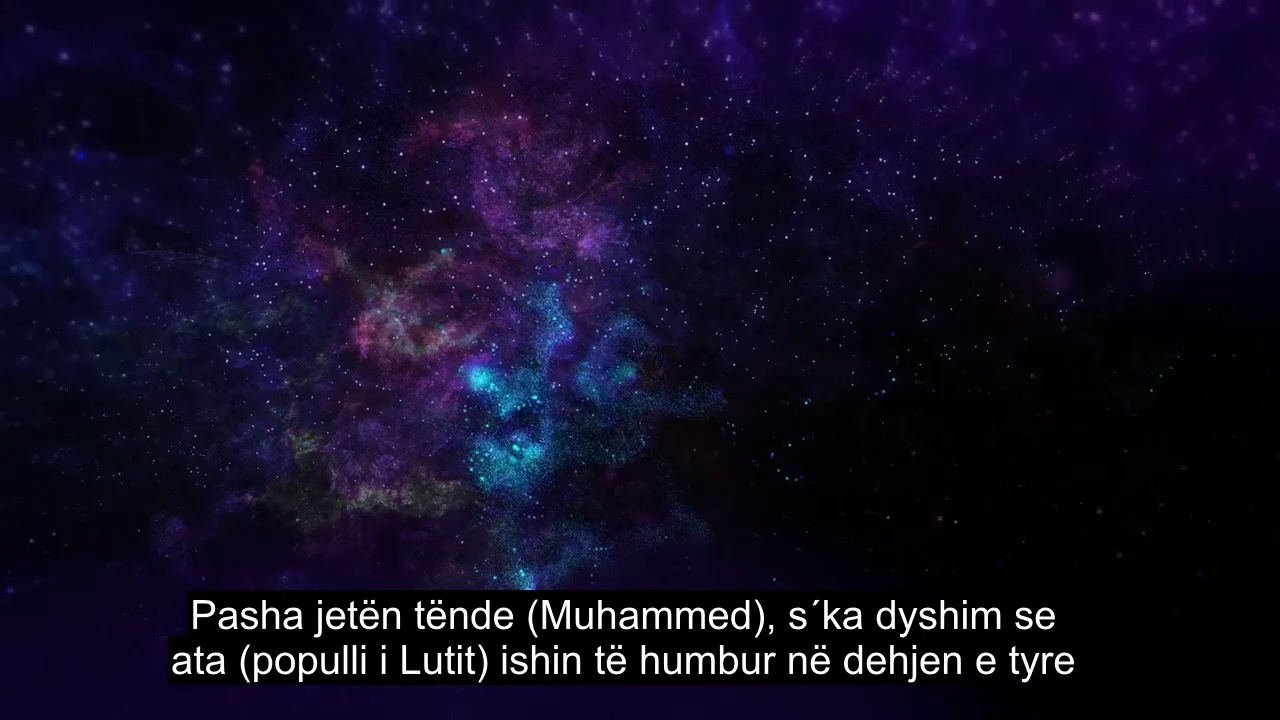 Pasha jetën tënde (Muhammed), s´ka dyshim se
ata (populli i Lutit) ishin të humbur në dehjen e tyre